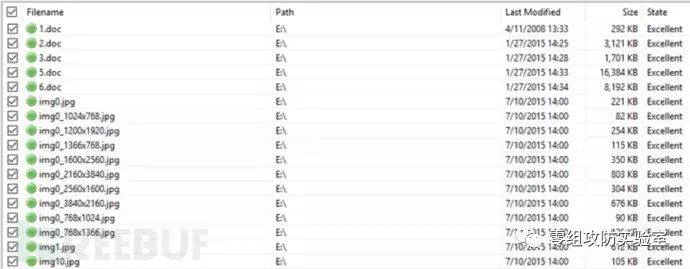 Filename Path Last Modified Size State
1.doc E:\ 4/11/2008 13:33 292 KB Excellent
2.doc E:\ 1/27/2015 14:25 3,121 KB Excellent
3.doc E:\ 1/27/2015 14:28 1,701 KB Excellent
5.doc E:\ 1/27/2015 14:33 16,384 KB Excellent
6.doc E:\ 1/27/2015 14:34 8,192 KB Excellent
img0.jpg E:\ 7/10/2015 14:00 221 KB Excellent
img0_1024x768.jpg E:\ 7/10/2015 14:00 82 KB Excellent
img0_1200x1920.jpg E:\ 7/10/2015 14:00 254 KB Excellent
img0_1366x768.jpg E:\ 7/10/2015 14:00 115 KB Excellent
img0_1600x2560.jpg E:\ 7/10/2015 14:00 350 KB Excellent
img0_2160x3840.jpg E:\ 7/10/2015 14:00 803 KB Excellent
img0_2560x1600.jpg E:\ 7/10/2015 14:00 304 KB Excellent
img0_3840x2160.jpg E:\ 7/10/2015 14:00 676 KB Excellent
img0_768x1024.jpg E:\ 7/10/2015 14:00 90 KB Excellent
img0_768x1366.jpg E:\ 7/10/2015 14:00 KB Excellent
img1.jpg E:\ 7/10/2015 14:00 KB Excellent
img10.jpg E:\ 7/10/2015 14:00 105 KB Excellent
REEBUF
零组攻防实验室